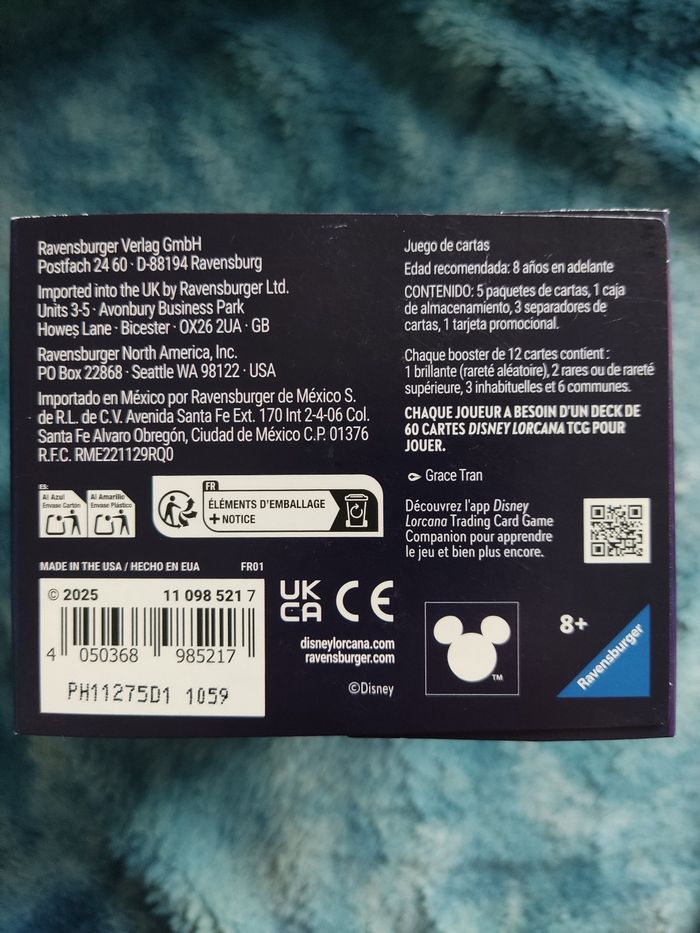 Ravensburger Verlag GmbH
Postfach 24 60 · D-88194 Ravensburg
Imported into the UK by Ravensburger Ltd.
Units 3-5 · Avonbury Business Park
Howes Lane · Bicester · OX26 2UA · GB
Ravensburger North America, Inc.
PO Box 22868 · Seattle WA 98122 · USA
Importado en México por Ravensburger de México S.
de R.L. de C.V. Avenida Santa Fe Ext. 170 Int 2-4-06 Col.
Santa Fe Alvaro Obregón, Ciudad de México C.P. 01376
R.F.C. RME221129RQ0
ES:
Al Azul
Envase Cartón
Al Amarillo
Envase Plástico
FR
ÉLÉMENTS D'EMBALLAGE
+ NOTICE
MADE IN THE USA / HECHO EN EUA
FR01
© 2025
11 098 521 7
4 050368 985217
PH11275D1 1059
UK
CA
CE
disneylorcana.com
ravensburger.com
©Disney
Juego de cartas
Edad recomendada: 8 años en adelante
CONTENIDO: 5 paquetes de cartas, 1 caja
de almacenamiento, 3 separadores de
cartas, 1 tarjeta promocional.
Chaque booster de 12 cartes contient :
1 brillante (rareté aléatoire), 2 rares ou de rareté
supérieure, 3 inhabituelles et 6 communes.
CHAQUE JOUEUR A BESOIN D'UN DECK DE
60 CARTES DISNEY LORCANA TCG POUR
JOUER.
Grace Tran
Découvrez l'app Disney
Lorcana Trading Card Game
Companion pour apprendre
le jeu et bien plus encore.
TM
8+
Ravensburger